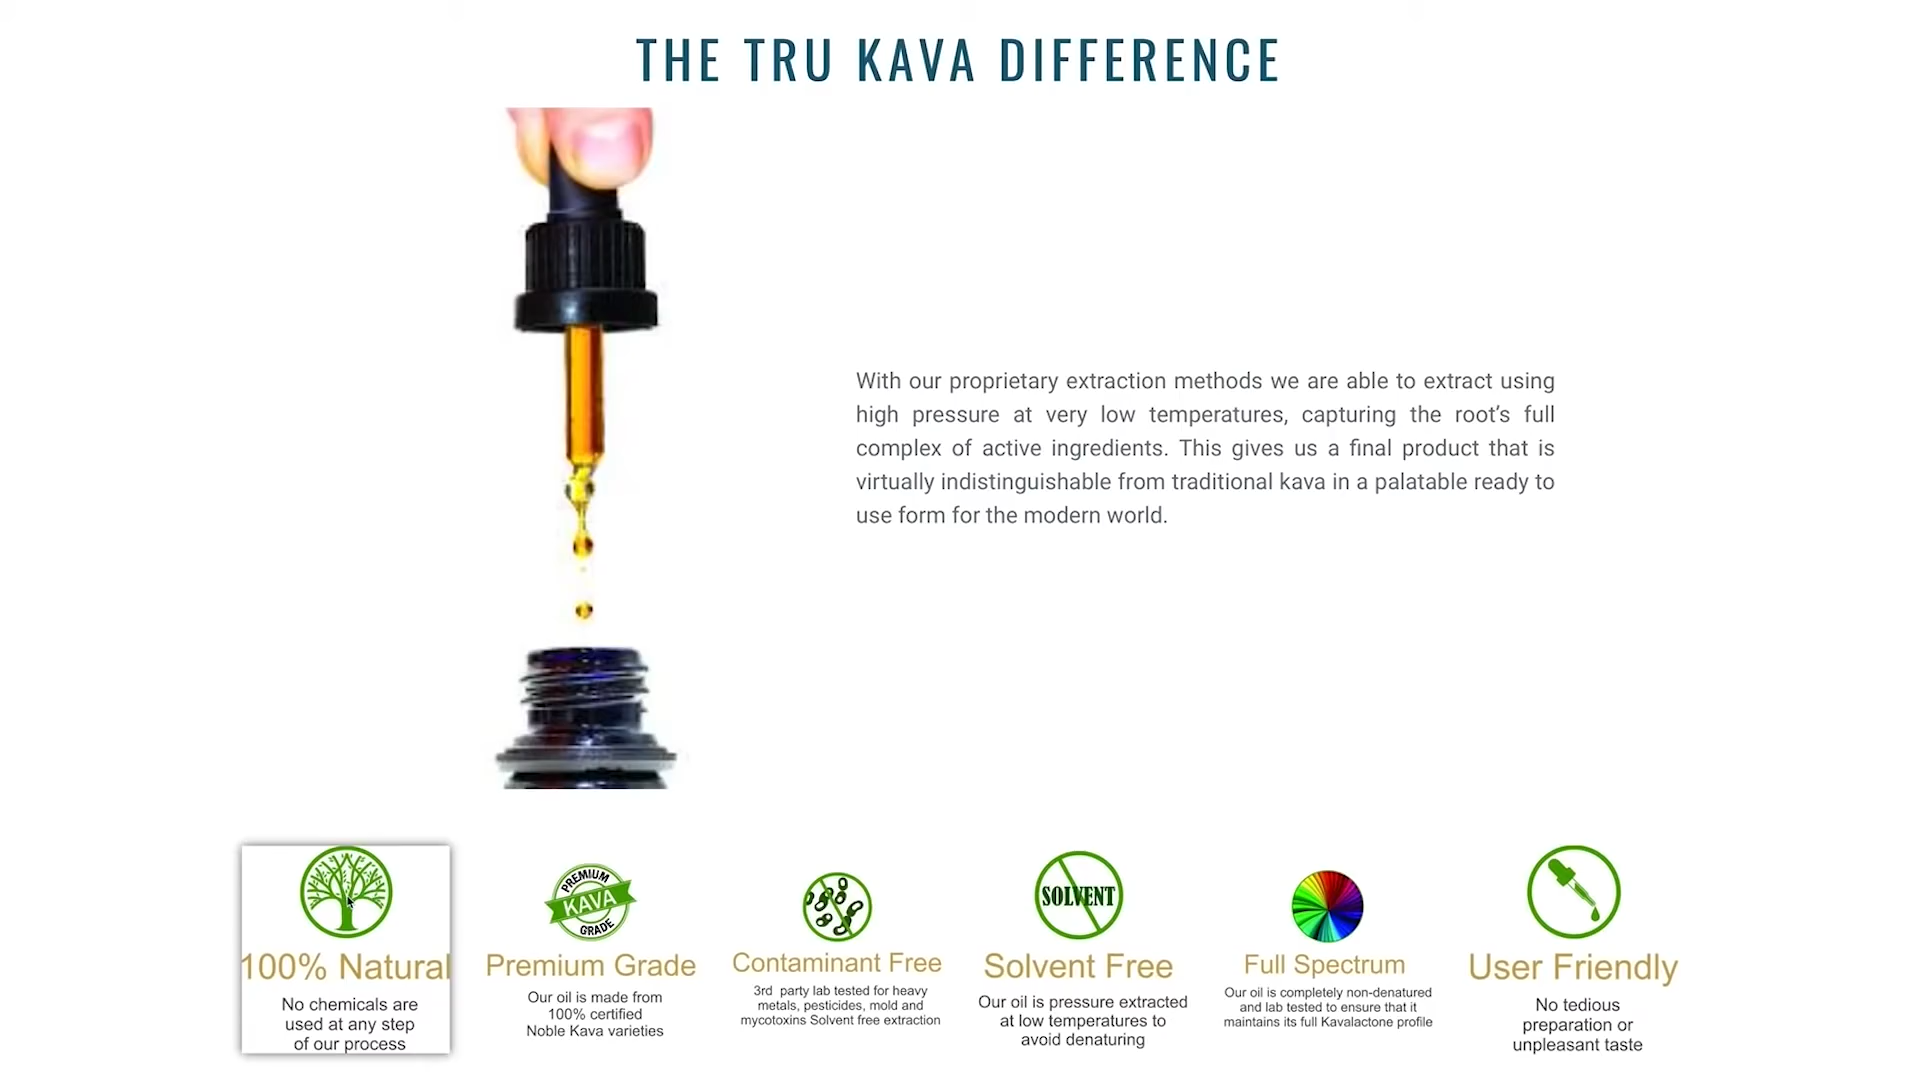 THE TRU KAVA DIFFERENCE
With our proprietary extraction methods we are able to extract using
high pressure at very low temperatures, capturing the root’s full
complex of active ingredients. This gives us a final product that is
virtually indistinguishable from traditional kava in a palatable ready to
use form for the modern world.
100% Natural
No chemicals are
used at any step
of our process
PREMIUM
KAVA
GRADE
Premium Grade
Our oil is made from
100% certified
Noble Kava varieties
Contaminant Free
3rd party lab tested for heavy
metals, pesticides, mold and
mycotoxins Solvent free extraction
SOLVENT
Solvent Free
Our oil is pressure extracted
at low temperatures to
avoid denaturing
Full Spectrum
Our oil is completely non-denatured
and lab tested to ensure that it
maintains its full Kavalactone profile
User Friendly
No tedious
preparation or
unpleasant taste